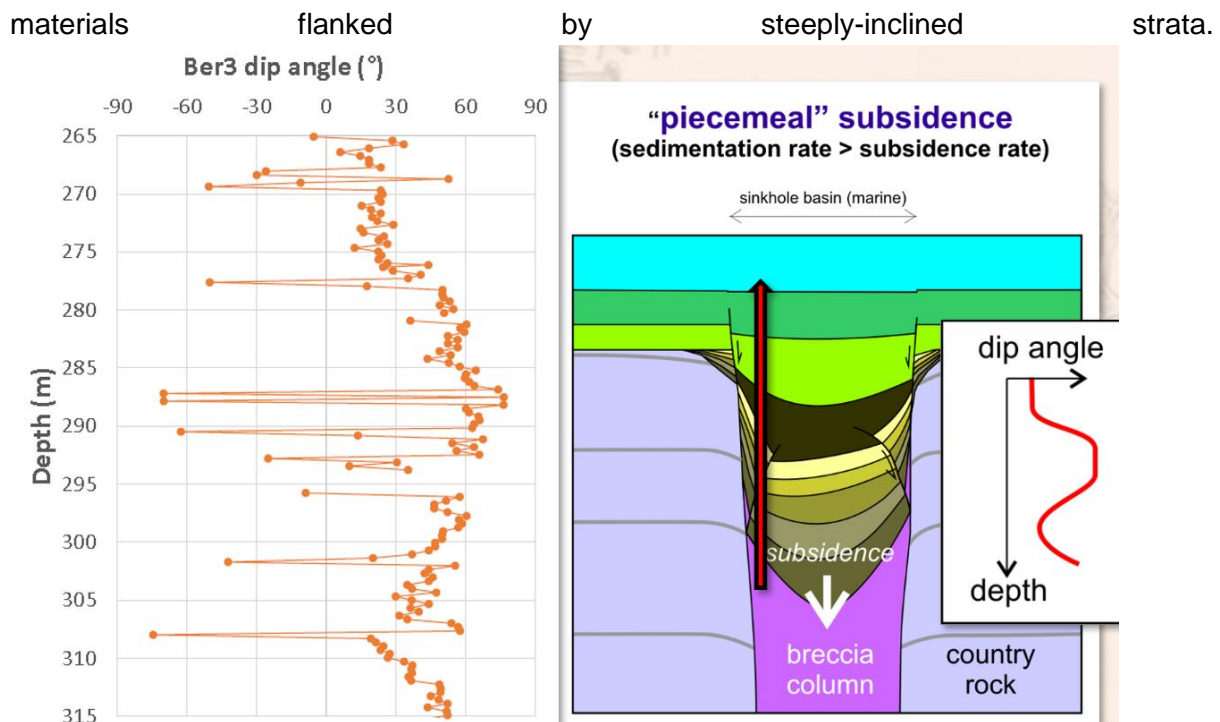 materials flanked by steeply-inclined strata.
Ber3 dip angle (°)
-90 -60 -30 0 30 60 90
265
270
275
280
285
290
295
300
305
310
315
Depth (m)
“piecemeal” subsidence
(sedimentation rate > subsidence rate)
sinkhole basin (marine)
dip angle
depth
subsidence
breccia
column
country
rock